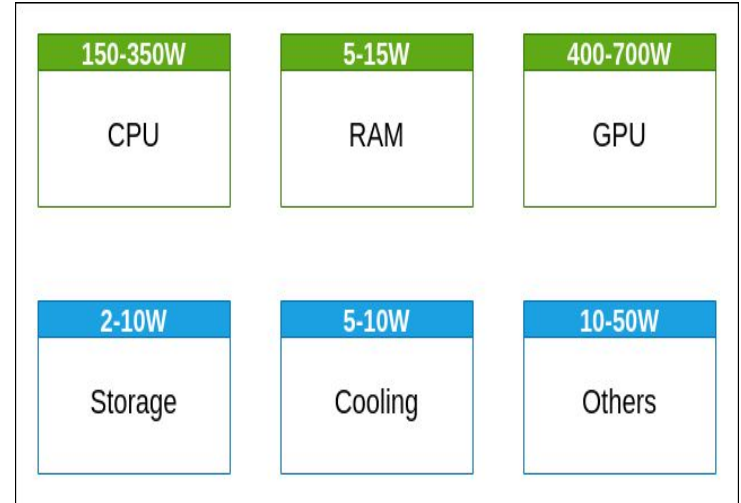 150-350W
CPU
5-15W
RAM
400-700W
GPU
2-10W
Storage
5-10W
Cooling
10-50W
Others